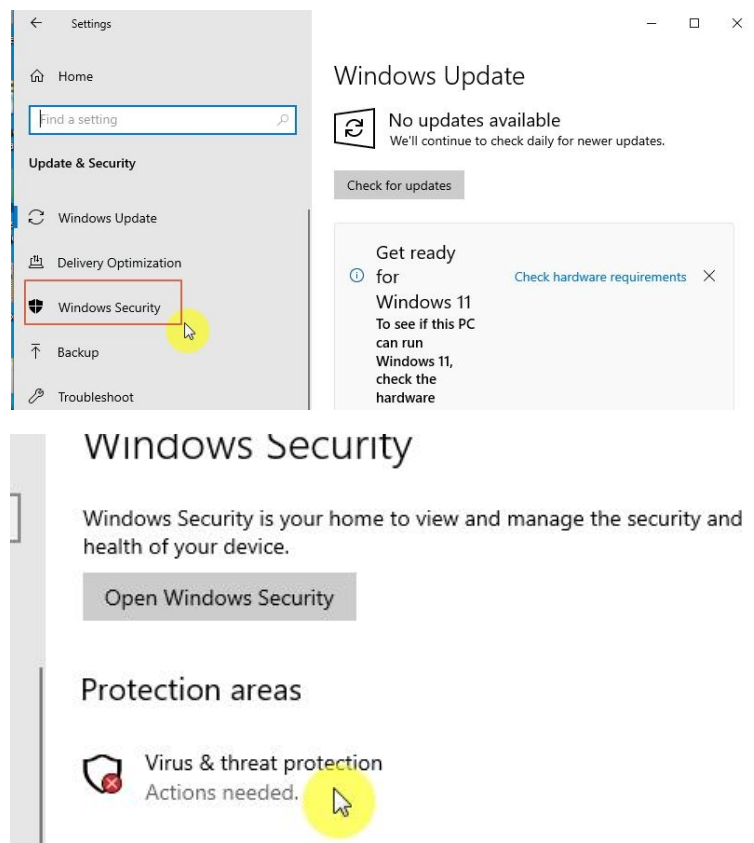 Settings
Home
Find a setting
Update & Security
Windows Update
Delivery Optimization
Windows Security
Backup
Troubleshoot
Windows Update
No updates available
We'll continue to check daily for newer updates.
Check for updates
Get ready
for
Windows 11
To see if this PC
can run
Windows 11,
check the
hardware
Check hardware requirements
Windows Security
Windows Security is your home to view and manage the security and
health of your device.
Open Windows Security
Protection areas
Virus & threat protection
Actions needed.